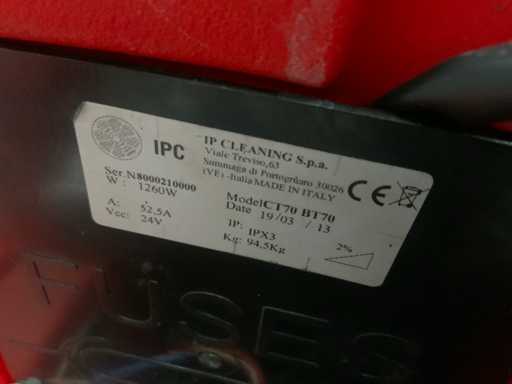 IPC
IP CLEANING S.p.a.
Viale Treviso,63
Summaga di Portogruaro 30026
(VE) -Italia MADE IN ITALY
CE
Ser.N8000210000
W : 1260W
A: 52,5A
Vcc: 24V
Model CT70 BT70
Date 19/03 / 13
IP: IPX3
Kg: 94.5Kg
2%
FUSES